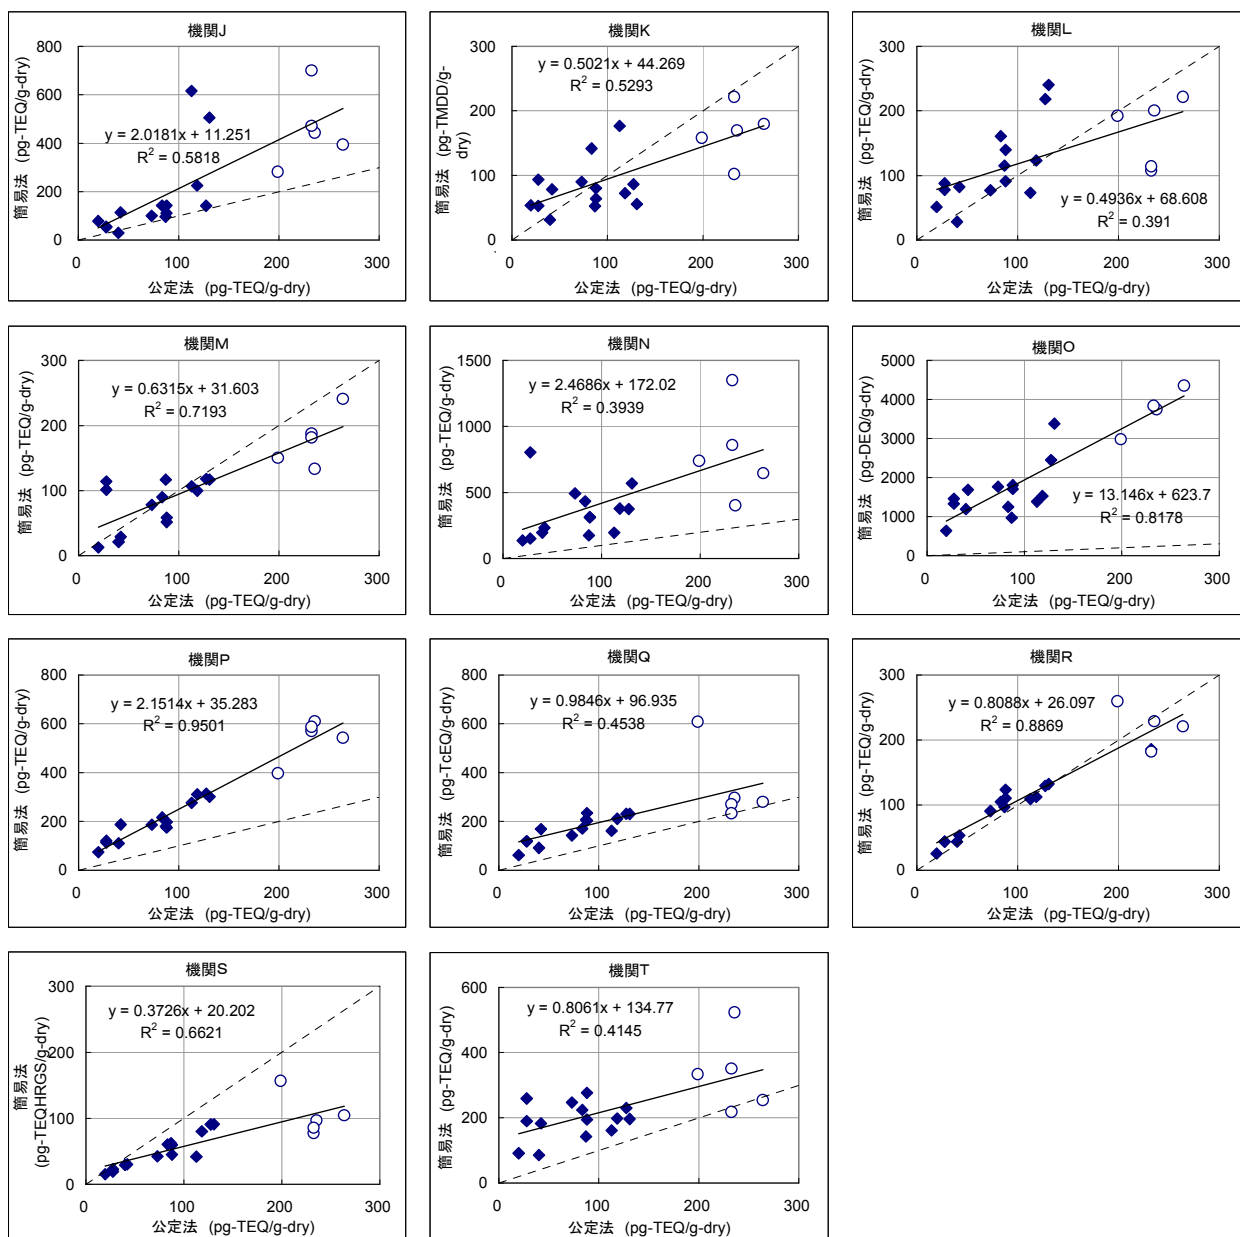 機関J
簡易法 (pg-TEQ/g-dry)
800
600
400
200
0
y = 2.0181x + 11.251
R² = 0.5818
0 100 200 300
公定法 (pg-TEQ/g-dry)
機関K
簡易法 (pg-TMDD/g-
dry)
300
200
100
0
y = 0.5021x + 44.269
R² = 0.5293
0 100 200 300
公定法 (pg-TEQ/g-dry)
機関L
簡易法 (pg-TEQ/g-dry)
300
200
100
0
y = 0.4936x + 68.608
R² = 0.391
0 100 200 300
公定法 (pg-TEQ/g-dry)
機関M
簡易法 (pg-TEQ/g-dry)
300
200
100
0
y = 0.6315x + 31.603
R² = 0.7193
0 100 200 300
公定法 (pg-TEQ/g-dry)
機関N
簡易法 (pg-TEQ/g-dry)
1500
1000
500
0
y = 2.4686x + 172.02
R² = 0.3939
0 100 200 300
公定法 (pg-TEQ/g-dry)
機関O
簡易法 (pg-DEQ/g-dry)
5000
4000
3000
2000
1000
0
y = 13.146x + 623.7
R² = 0.8178
0 100 200 300
公定法 (pg-TEQ/g-dry)
機関P
簡易法 (pg-TEQ/g-dry)
800
600
400
200
0
y = 2.1514x + 35.283
R² = 0.9501
0 100 200 300
公定法 (pg-TEQ/g-dry)
機関Q
簡易法 (pg-TcEQ/g-dry)
800
600
400
200
0
y = 0.9846x + 96.935
R² = 0.4538
0 100 200 300
公定法 (pg-TEQ/g-dry)
機関R
簡易法 (pg-TEQ/g-dry)
300
200
100
0
y = 0.8088x + 26.097
R² = 0.8869
0 100 200 300
公定法 (pg-TEQ/g-dry)
機関S
簡易法
(pg-TEQHRGS/g-dry)
300
200
100
0
y = 0.3726x + 20.202
R² = 0.6621
0 100 200 300
公定法 (pg-TEQ/g-dry)
機関T
簡易法 (pg-TEQ/g-dry)
600
400
200
0
y = 0.8061x + 134.77
R² = 0.4145
0 100 200 300
公定法 (pg-TEQ/g-dry)